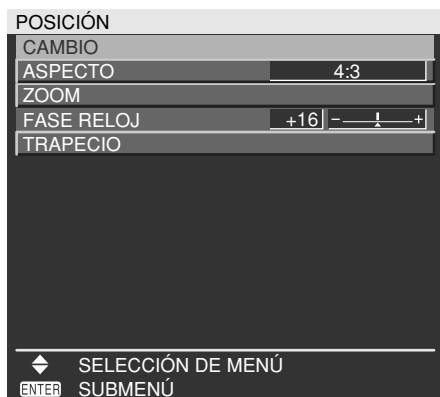 POSICIÓN
CAMBIO
ASPECTO 4:3
ZOOM
FASE RELOJ +16 - +
TRAPECIO
SELECCIÓN DE MENÚ
ENTER SUBMENÚ